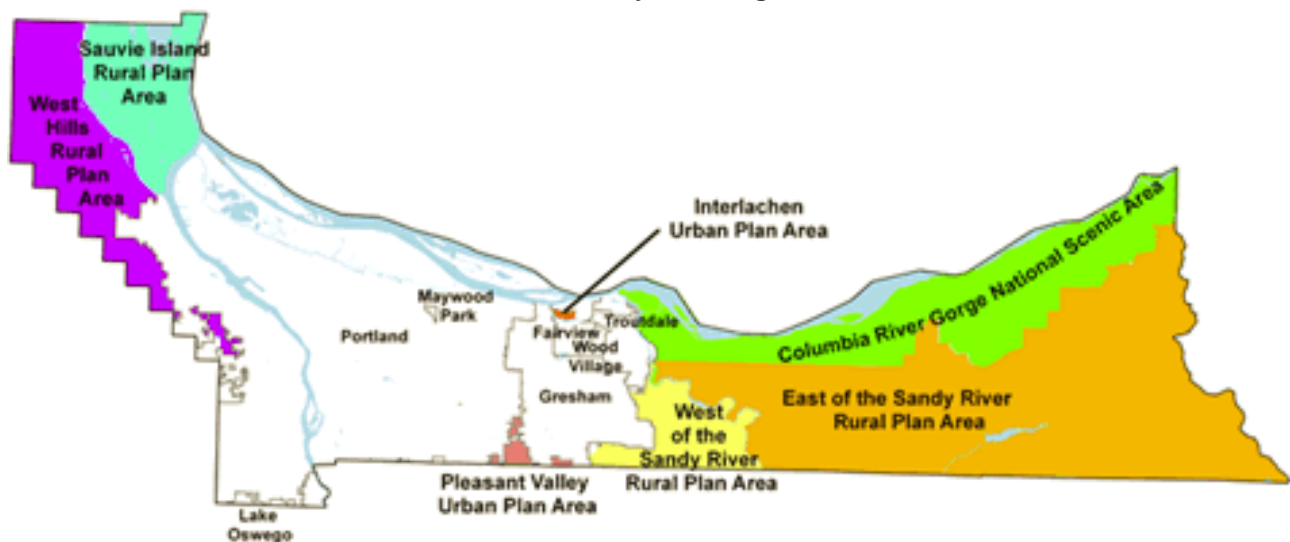 Sauvie Island
Rural Plan
Area
West
Hills
Rural
Plan
Area
Interlachen
Urban Plan Area
Columbia River Gorge National Scenic Area
Maywood
Park
Portland
Fairview
Troutdale
Wood
Village
Gresham
East of the Sandy River
Rural Plan Area
West
of the
Sandy River
Rural Plan Area
Pleasant Valley
Urban Plan Area
Lake
Oswego